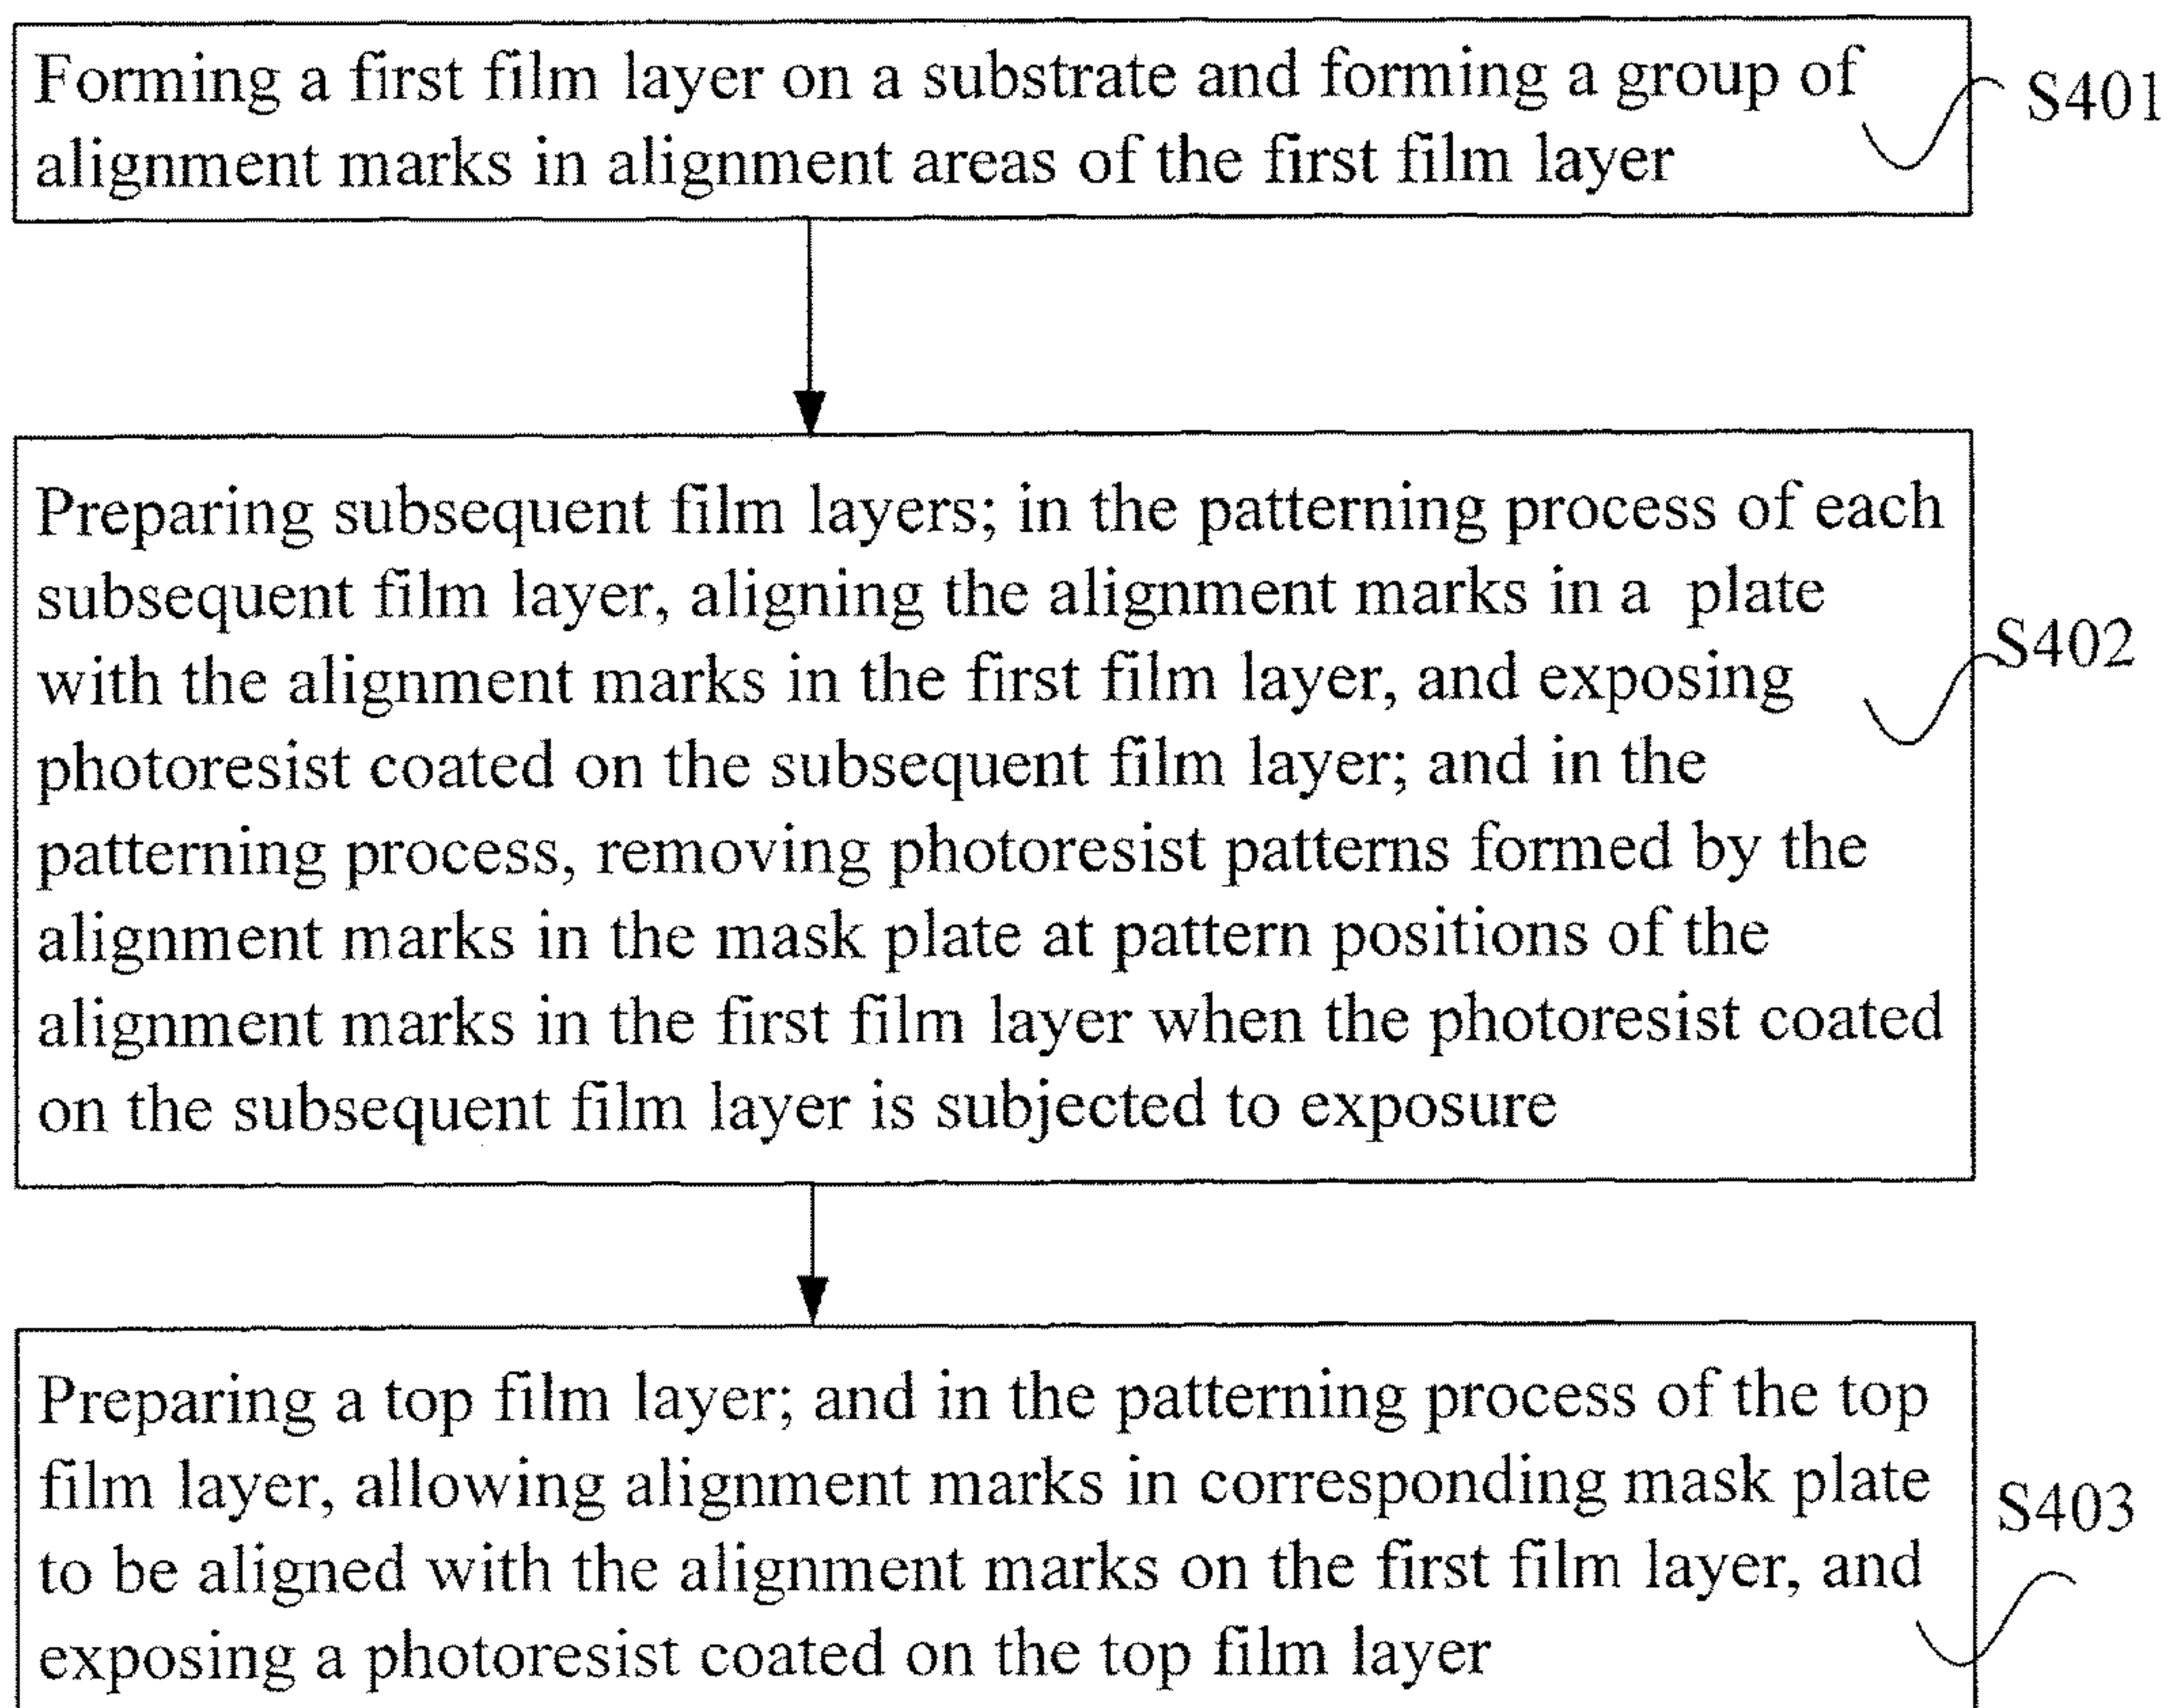 Forming a first film layer on a substrate and forming a group of
alignment marks in alignment areas of the first film layer
S401
Preparing subsequent film layers; in the patterning process of each
subsequent film layer, aligning the alignment marks in a plate
with the alignment marks in the first film layer, and exposing
photoresist coated on the subsequent film layer; and in the
patterning process, removing photoresist patterns formed by the
alignment marks in the mask plate at pattern positions of the
alignment marks in the first film layer when the photoresist coated
on the subsequent film layer is subjected to exposure
S402
Preparing a top film layer; and in the patterning process of the top
film layer, allowing alignment marks in corresponding mask plate
to be aligned with the alignment marks on the first film layer, and
exposing a photoresist coated on the top film layer
S403